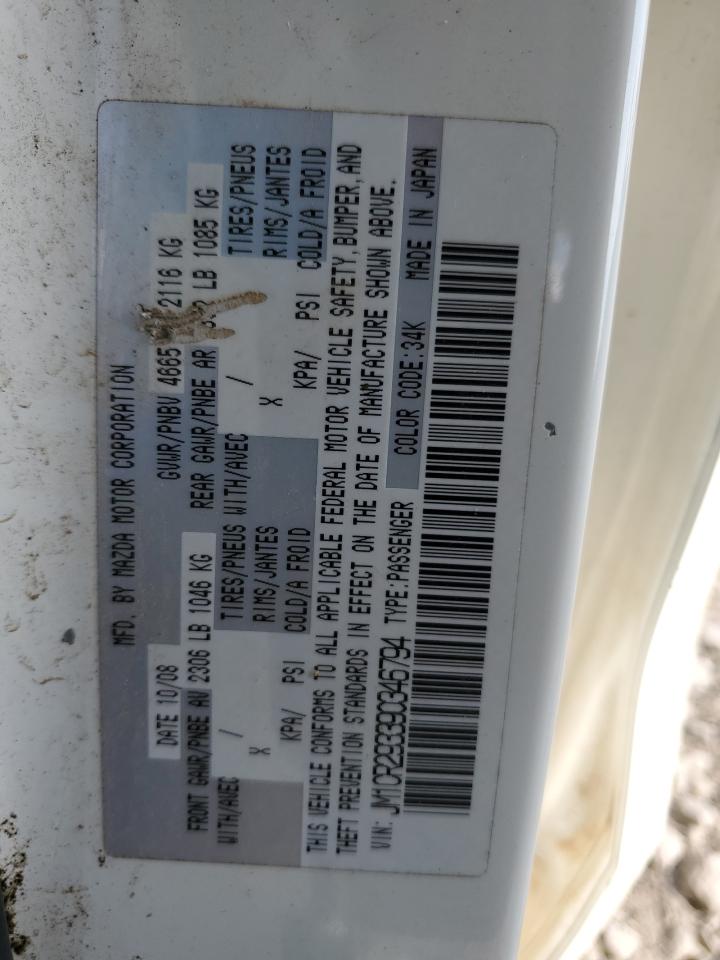 MFD. BY MAZDA MOTOR CORPORATION
DATE 10/08 GVWR/PNBV 4665 2116 KG
FRONT GAWR/PNBE AV 2306 LB 1046 KG REAR GAWR/PNBE AR LB 1085 KG
WITH/AVEC / TIRES/PNEUS WITH/AVEC / TIRES/PNEUS
X RIMS/JANTES X RIMS/JANTES
KPA/ PSI COLD/A FROID KPA/ PSI COLD/A FROID
THIS VEHICLE CONFORMS TO ALL APPLICABLE FEDERAL MOTOR VEHICLE SAFETY, BUMPER, AND
THEFT PREVENTION STANDARDS IN EFFECT ON THE DATE OF MANUFACTURE SHOWN ABOVE.
VIN: JM1CR293390346794 TYPE:PASSENGER COLOR CODE:34K MADE IN JAPAN